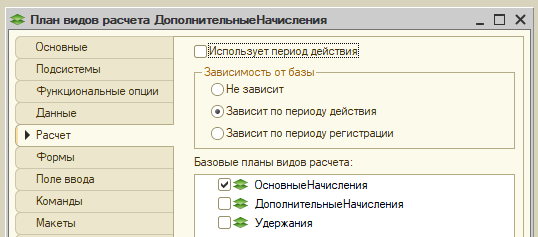 План видов расчета ДополнительныеНачисления
Основные
Подсистемы
Функциональные опции
Данные
Расчет
Формы
Поле ввода
Команды
Макеты
Использует период действия
Зависимость от базы
Не зависит
Зависит по периоду действия
Зависит по периоду регистрации
Базовые планы видов расчета:
ОсновныеНачисления
ДополнительныеНачисления
Удержания